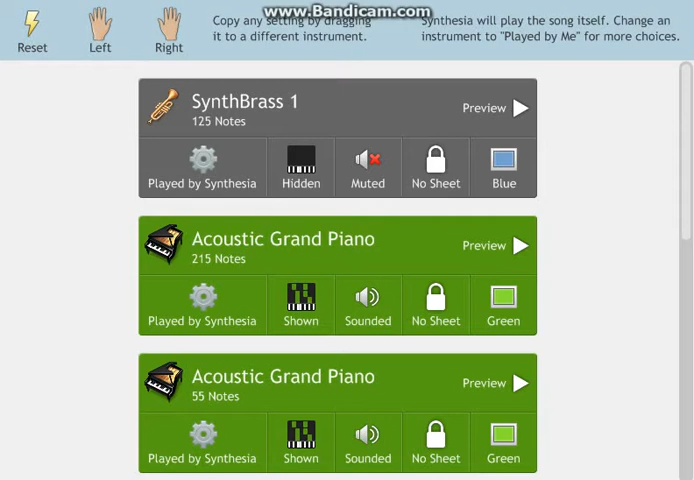 www.Bandicam.com
Reset
Left
Right
Copy any setting by dragging
it to a different instrument.
Synthesia will play the song itself. Change an
instrument to "Played by Me" for more choices.
SynthBrass 1
125 Notes
Preview
Played by Synthesia
Hidden
Muted
No Sheet
Blue
Acoustic Grand Piano
215 Notes
Preview
Played by Synthesia
Shown
Sounded
No Sheet
Green
Acoustic Grand Piano
55 Notes
Preview
Played by Synthesia
Shown
Sounded
No Sheet
Green